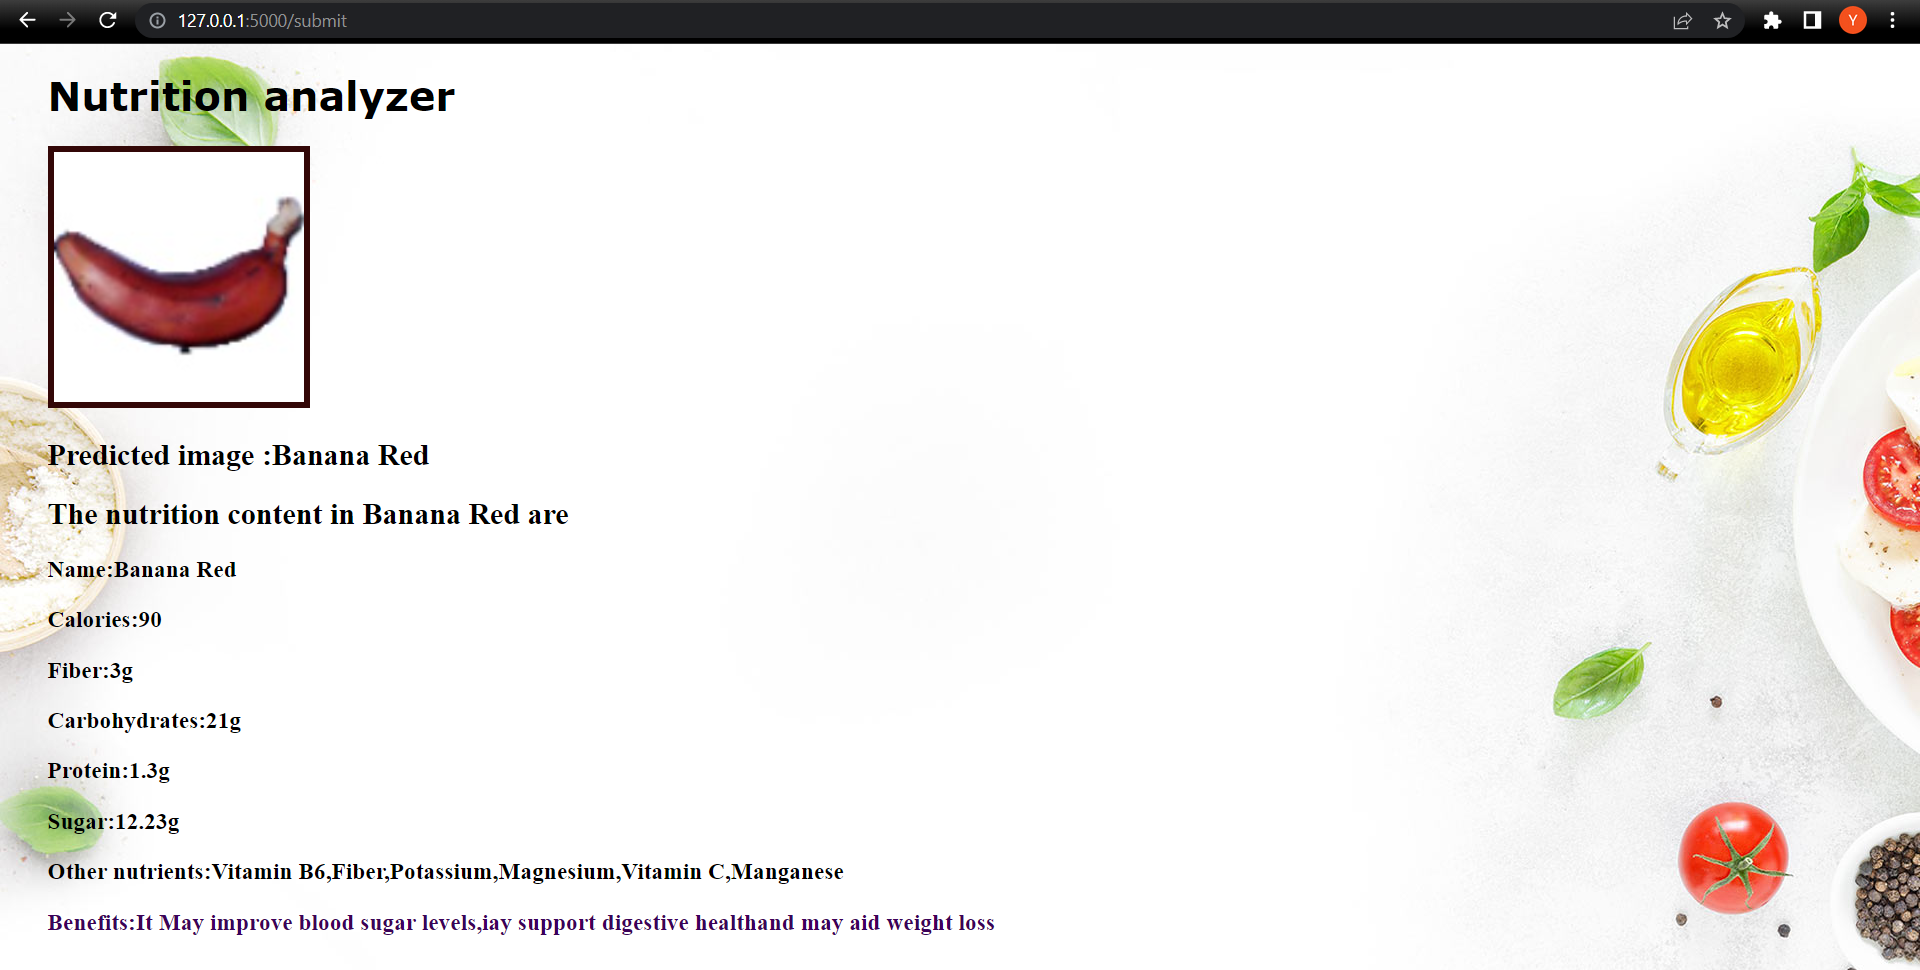 127.0.0.1:5000/submit
Y
Nutrition analyzer
Predicted image :Banana Red
The nutrition content in Banana Red are
Name:Banana Red
Calories:90
Fiber:3g
Carbohydrates:21g
Protein:1.3g
Sugar:12.23g
Other nutrients:Vitamin B6,Fiber,Potassium,Magnesium,Vitamin C,Manganese
Benefits:It May improve blood sugar levels,iay support digestive healthand may aid weight loss